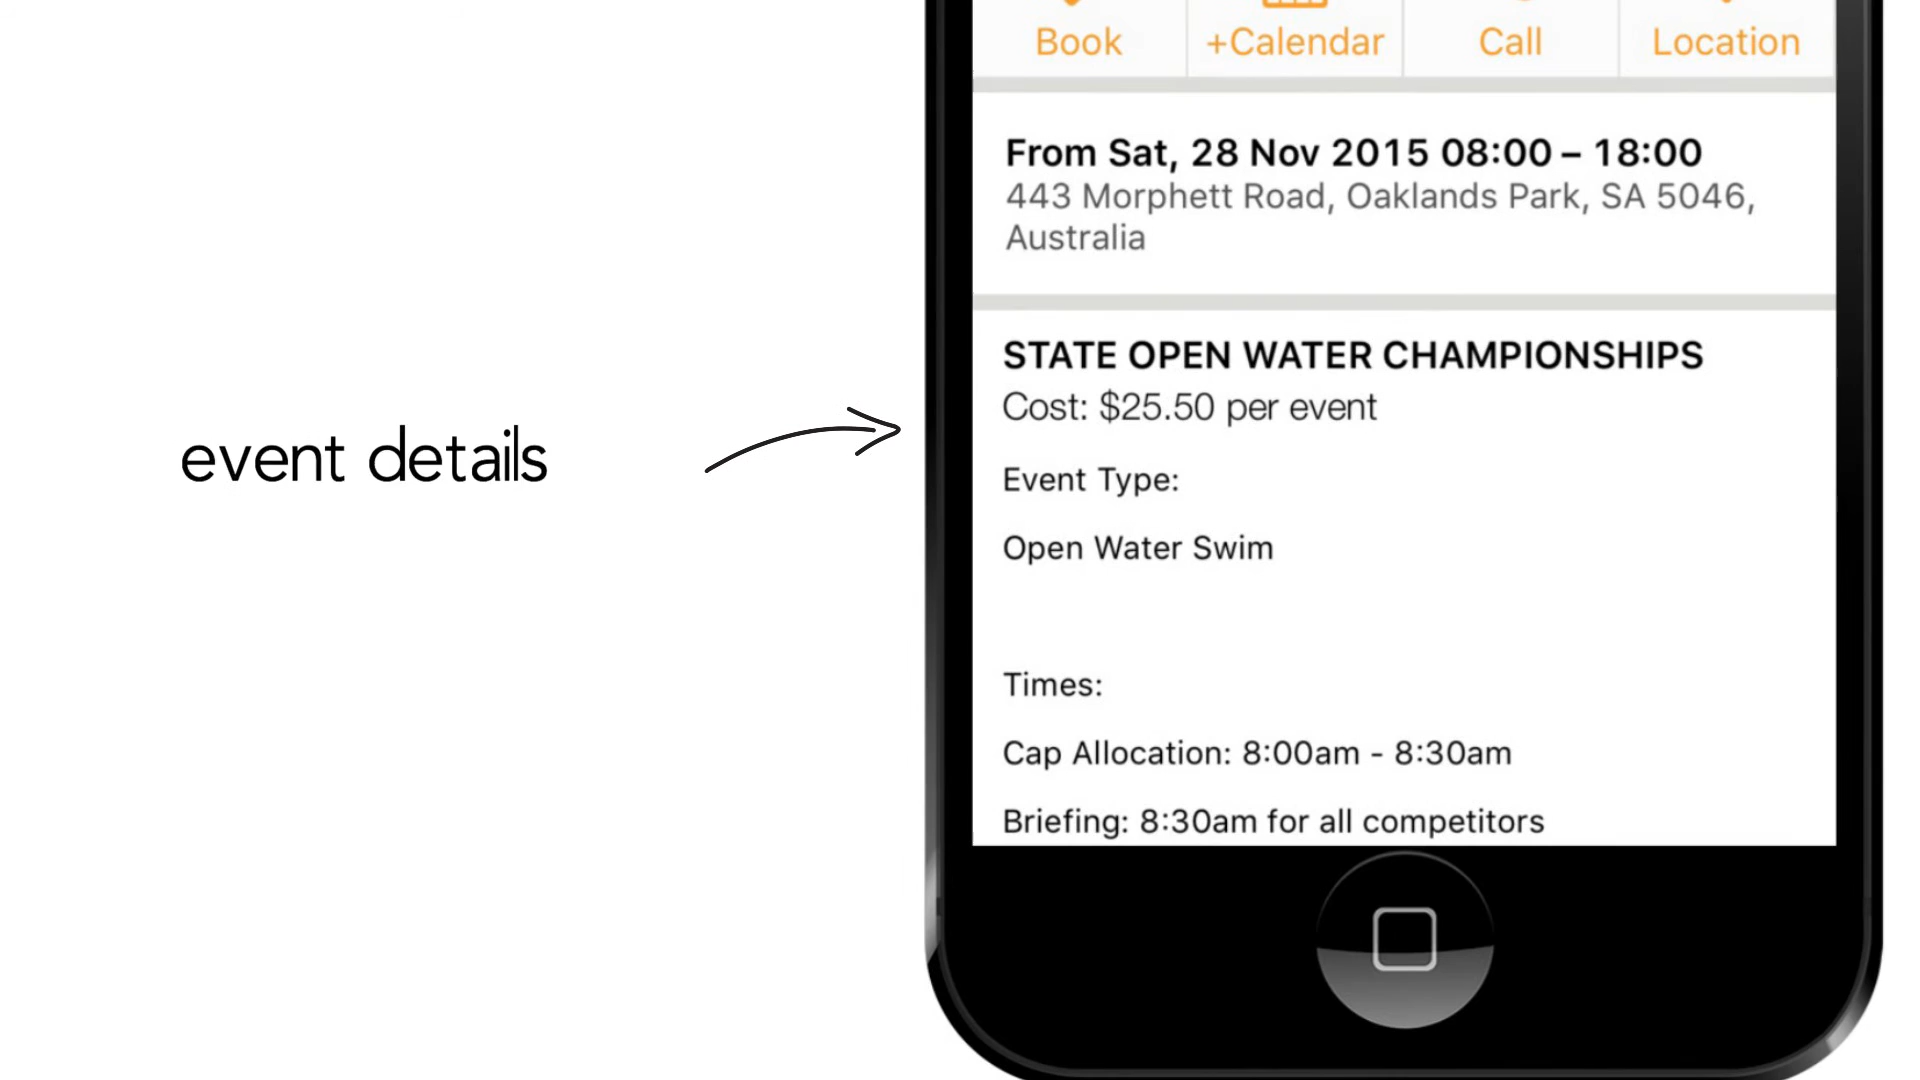 Book
+Calendar
Call
Location
From Sat, 28 Nov 2015 08:00 – 18:00
443 Morphett Road, Oaklands Park, SA 5046,
Australia
STATE OPEN WATER CHAMPIONSHIPS
Cost: $25.50 per event
event details
Event Type:
Open Water Swim
Times:
Cap Allocation: 8:00am - 8:30am
Briefing: 8:30am for all competitors